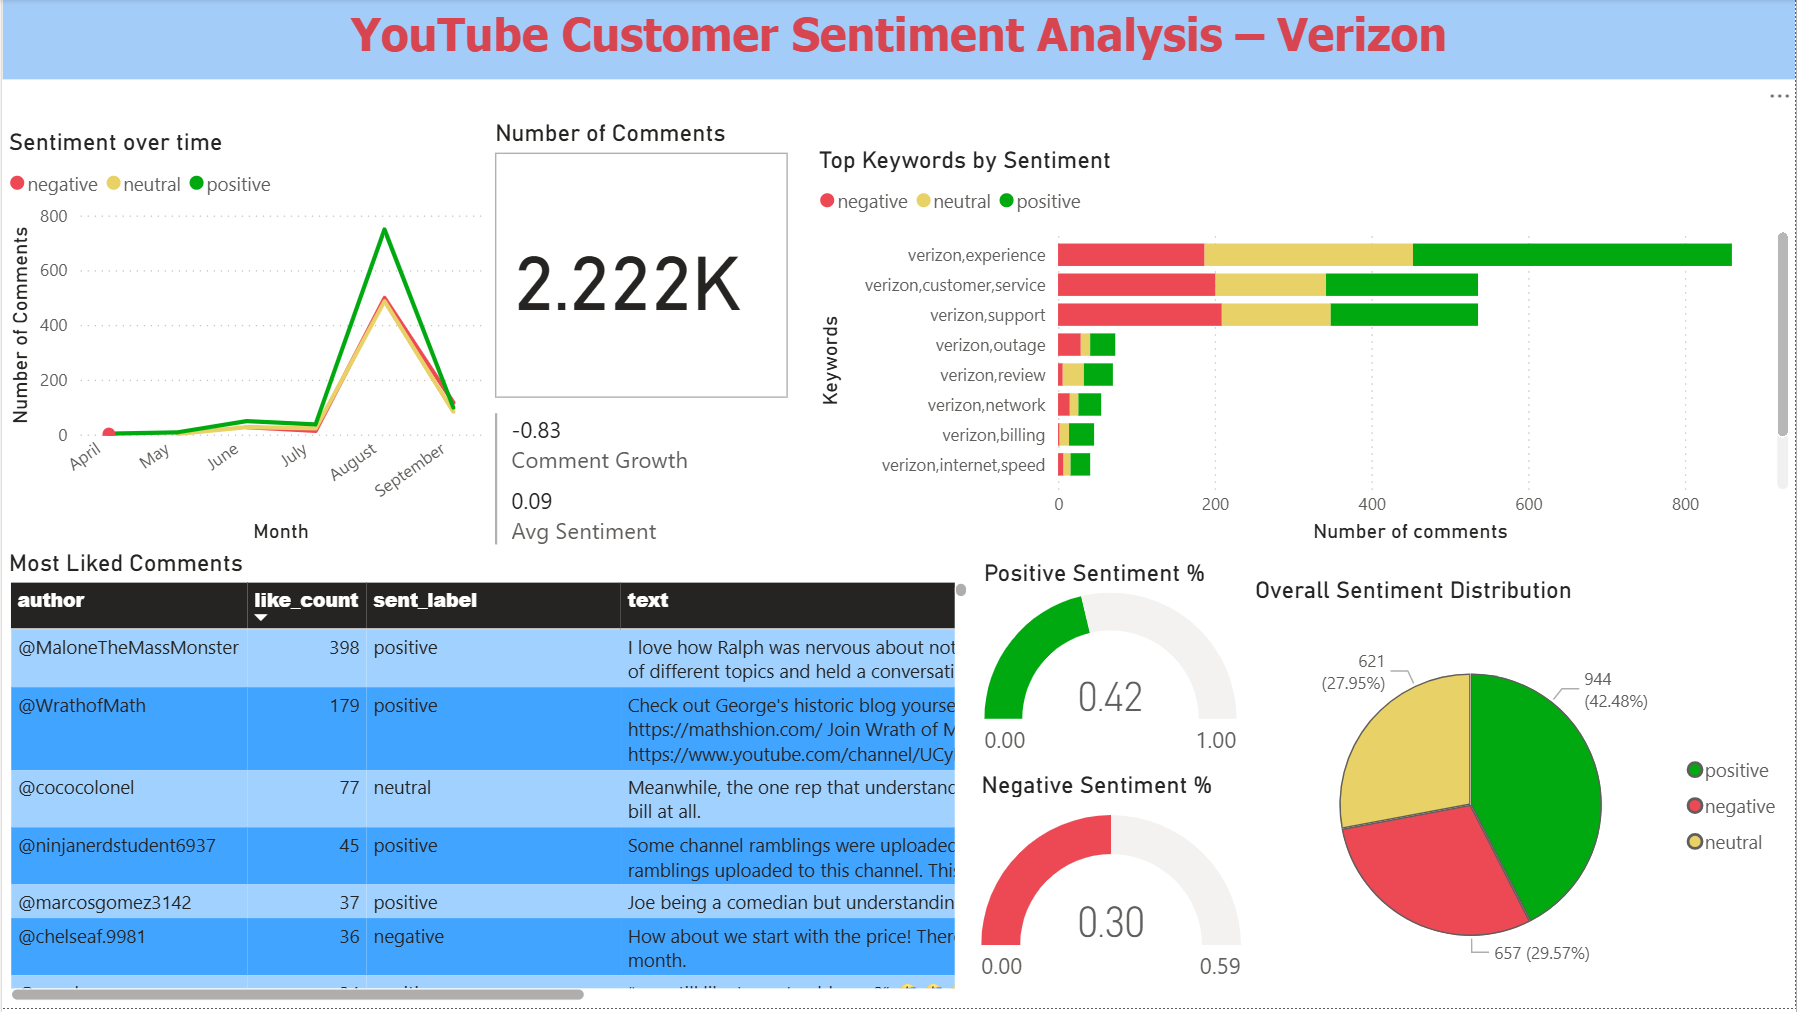 YouTube Customer Sentiment Analysis – Verizon
Sentiment over time
negative neutral positive
Number of Comments
800
600
400
200
0
April
May
June
July
August
September
Month
Number of Comments
2.222K
-0.83
Comment Growth
0.09
Avg Sentiment
Top Keywords by Sentiment
negative neutral positive
Keywords
verizon,experience
verizon,customer,service
verizon,support
verizon,outage
verizon,review
verizon,network
verizon,billing
verizon,internet,speed
0 200 400 600 800
Number of comments
Most Liked Comments
author like_count sent_label text
@MaloneTheMassMonster 398 positive I love how Ralph was nervous about not
of different topics and held a conversati
@WrathofMath 179 positive Check out George's historic blog yourse
https://mathshion.com/ Join Wrath of M
https://www.youtube.com/channel/UCy
@cococolonel 77 neutral Meanwhile, the one rep that understand
bill at all.
@ninjanerdstudent6937 45 positive Some channel ramblings were uploaded
ramblings uploaded to this channel. This
@marcosgomez3142 37 positive Joe being a comedian but understandin
@chelseaf.9981 36 negative How about we start with the price! Ther
month.
Positive Sentiment %
0.42
0.00 1.00
Negative Sentiment %
0.30
0.00 0.59
Overall Sentiment Distribution
621
(27.95%)
944
(42.48%)
657 (29.57%)
positive
negative
neutral